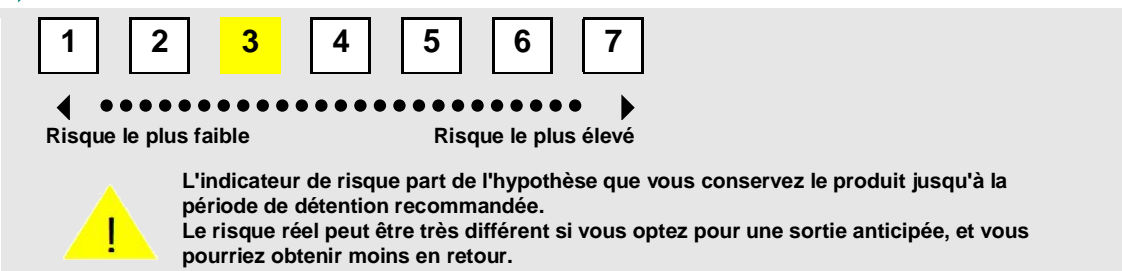 1 2 3 4 5 6 7
Risque le plus faible Risque le plus élevé
L'indicateur de risque part de l'hypothèse que vous conservez le produit jusqu'à la
période de détention recommandée.
Le risque réel peut être très différent si vous optez pour une sortie anticipée, et vous
pourriez obtenir moins en retour.
!